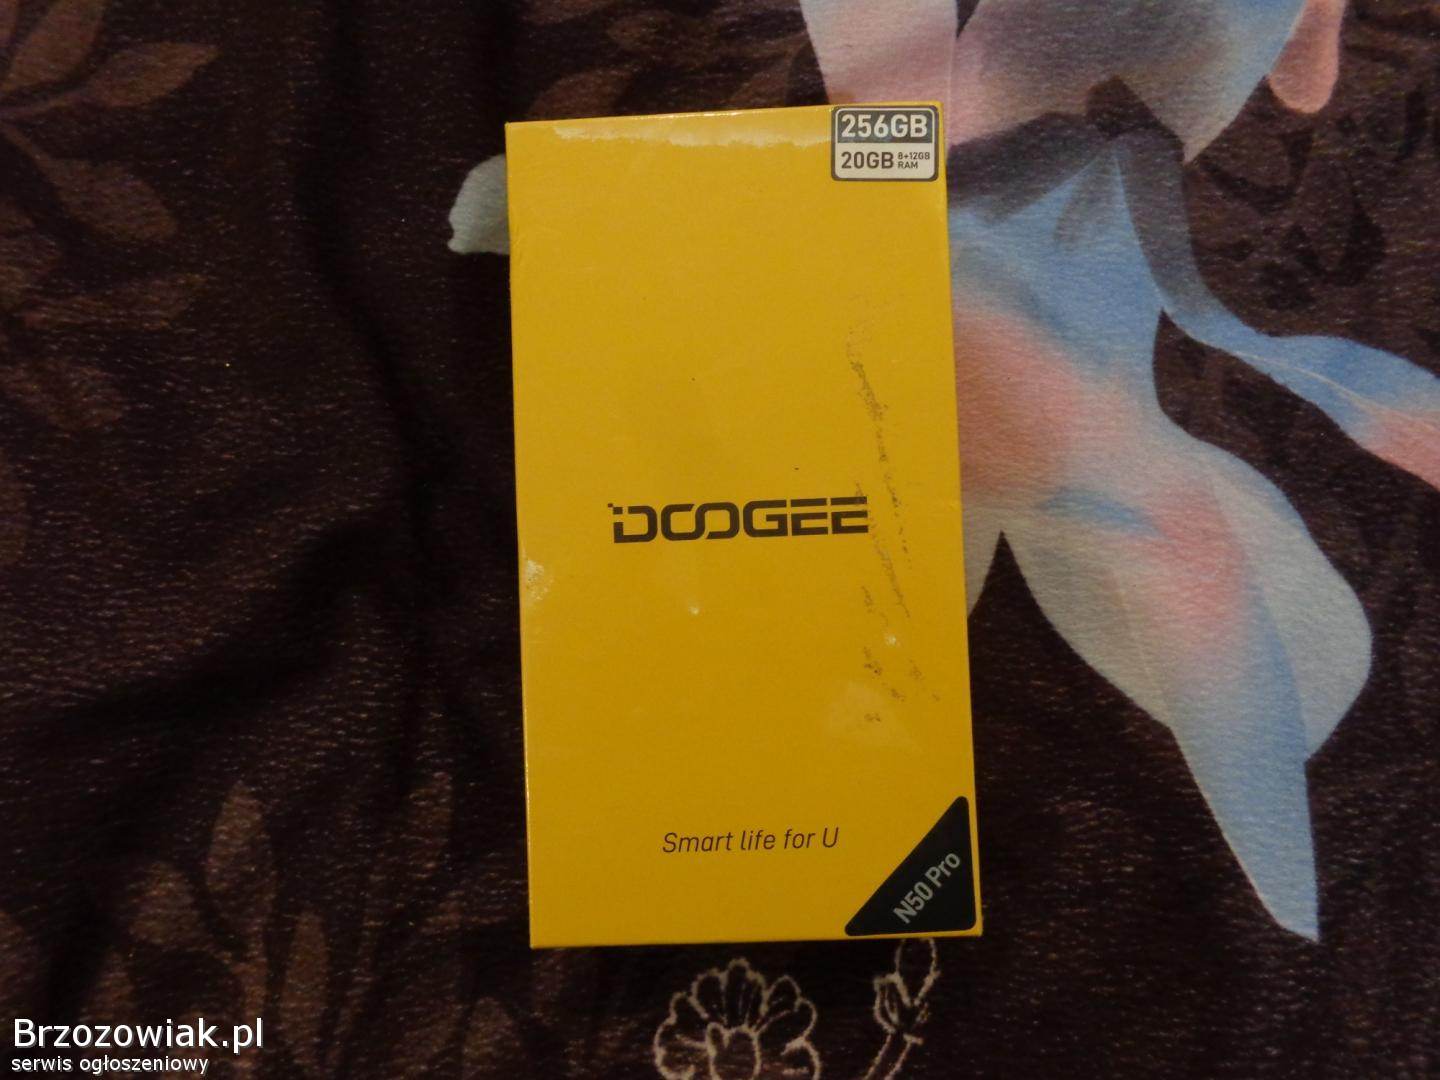 256GB
20GB 8+12GB RAM
DOOGEE
Smart life for U
N50 Pro
Brzozowiak.pl
serwis ogłoszeniowy